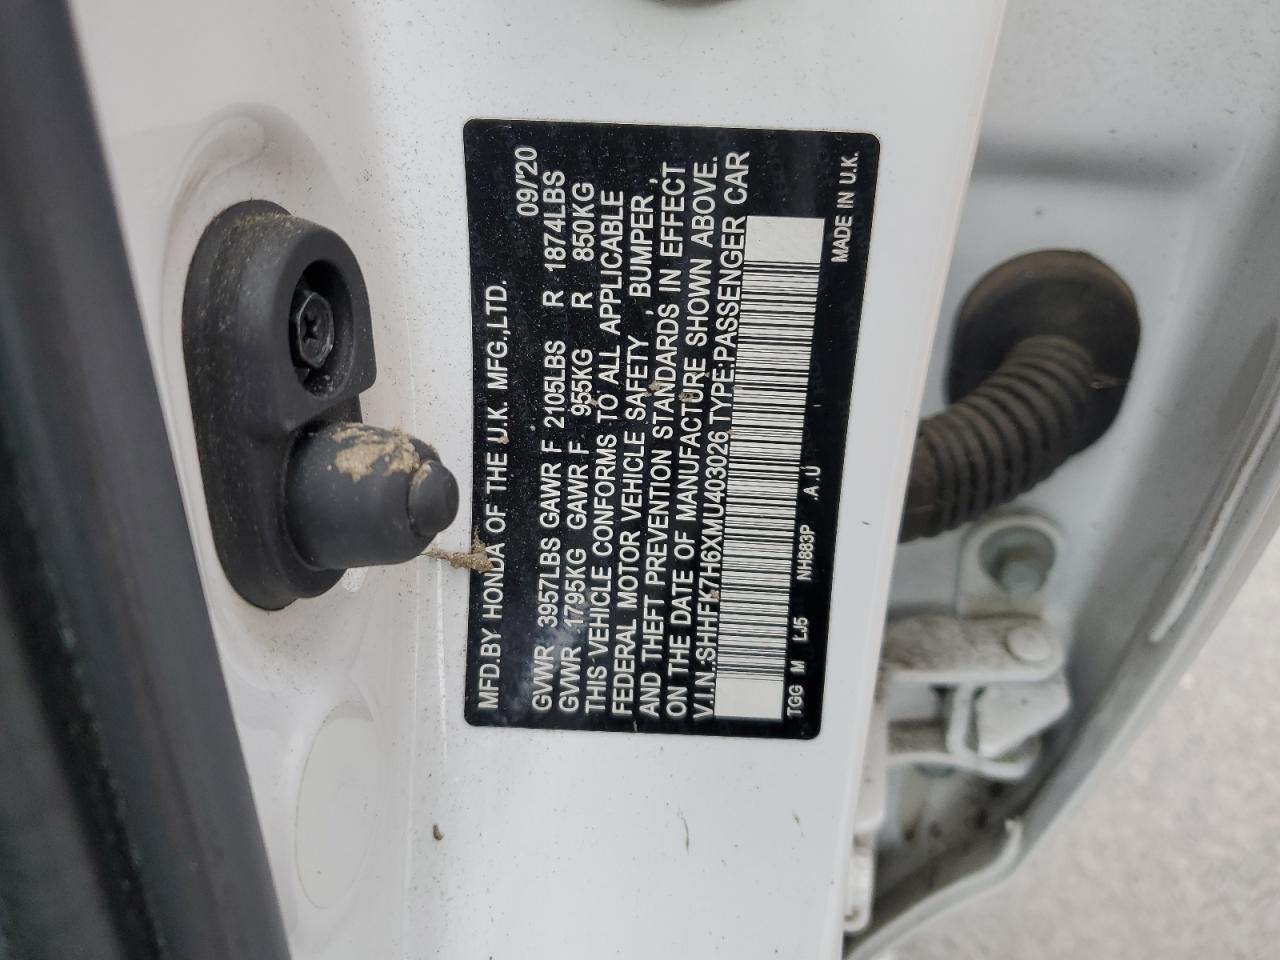 MFD.BY HONDA OF THE U.K. MFG.,LTD. 09/'20
GVWR 3957LBS GAWR F 2105LBS R 1874LBS
GVWR 1795KG GAWR F 955KG R 850KG
THIS VEHICLE CONFORMS TO ALL APPLICABLE
FEDERAL MOTOR VEHICLE SAFETY , BUMPER ,
AND THEFT PREVENTION STANDARDS IN EFFECT
ON THE DATE OF MANUFACTURE SHOWN ABOVE.
V.I.N.:SHHFK7H6XMU403026 TYPE:PASSENGER CAR
TGG M LJ5 NH883P .A.U MADE IN U.K.